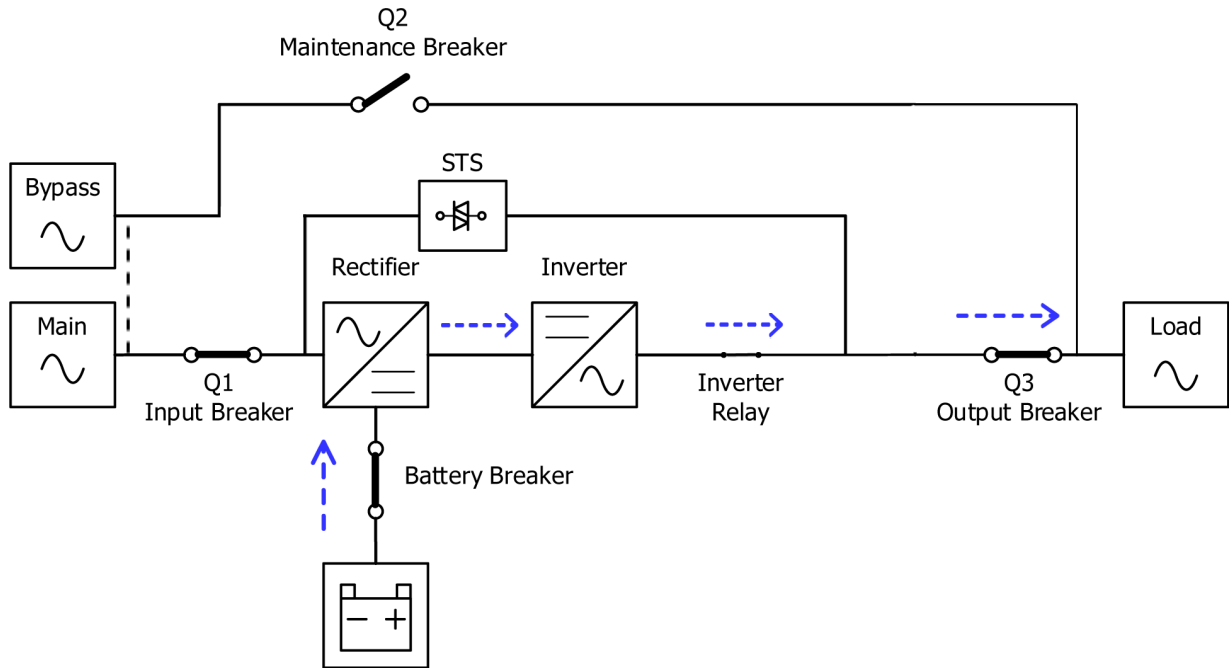 Q2
Maintenance Breaker
STS
Bypass
Rectifier
Inverter
Main
Load
Q1
Input Breaker
Inverter
Relay
Q3
Output Breaker
Battery Breaker